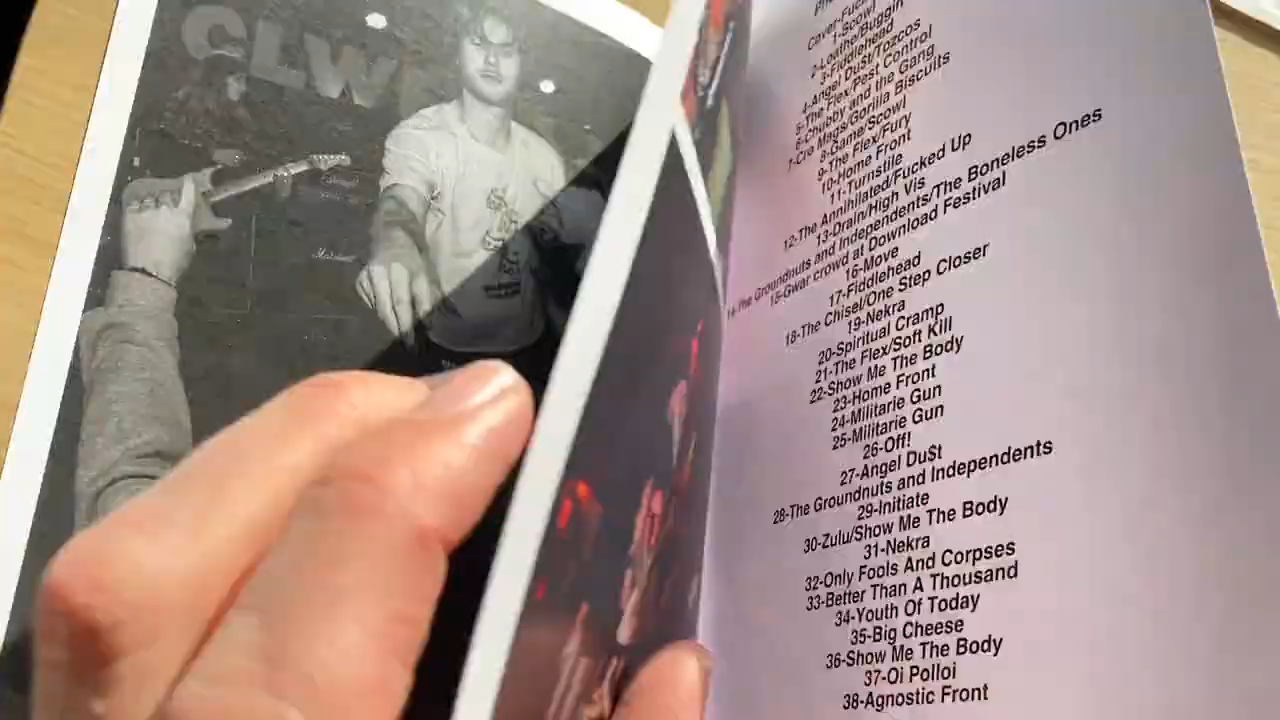 CLW
Marshall
Cover-Fucked
1-Scowl
2-Lovino/Buggin
3-Fiddlehead
4-Angel Du$t/Tozcos
5-The Flex/Pest Control
6-Chubby and the Gang
7-Cro Mags/Gorilla Biscuits
8-Game/Scowl
9-The Flex/Fury
10-Home Front
11-Turnstile
12-The Annihilated/Fucked Up
13-Drain/High Vis
14-The Groundnuts and Independents/The Boneless Ones
15-Gwar crowd at Download Festival
16-Move
17-Fiddlehead
18-The Chisel/One Step Closer
19-Nekra
20-Spiritual Cramp
21-The Flex/Soft Kill
22-Show Me The Body
23-Home Front
24-Militarie Gun
25-Militarie Gun
26-Off!
27-Angel Du$t
28-The Groundnuts and Independents
29-Initiate
30-Zulu/Show Me The Body
31-Nekra
32-Only Fools And Corpses
33-Better Than A Thousand
34-Youth Of Today
35-Big Cheese
36-Show Me The Body
37-Oi Polloi
38-Agnostic Front